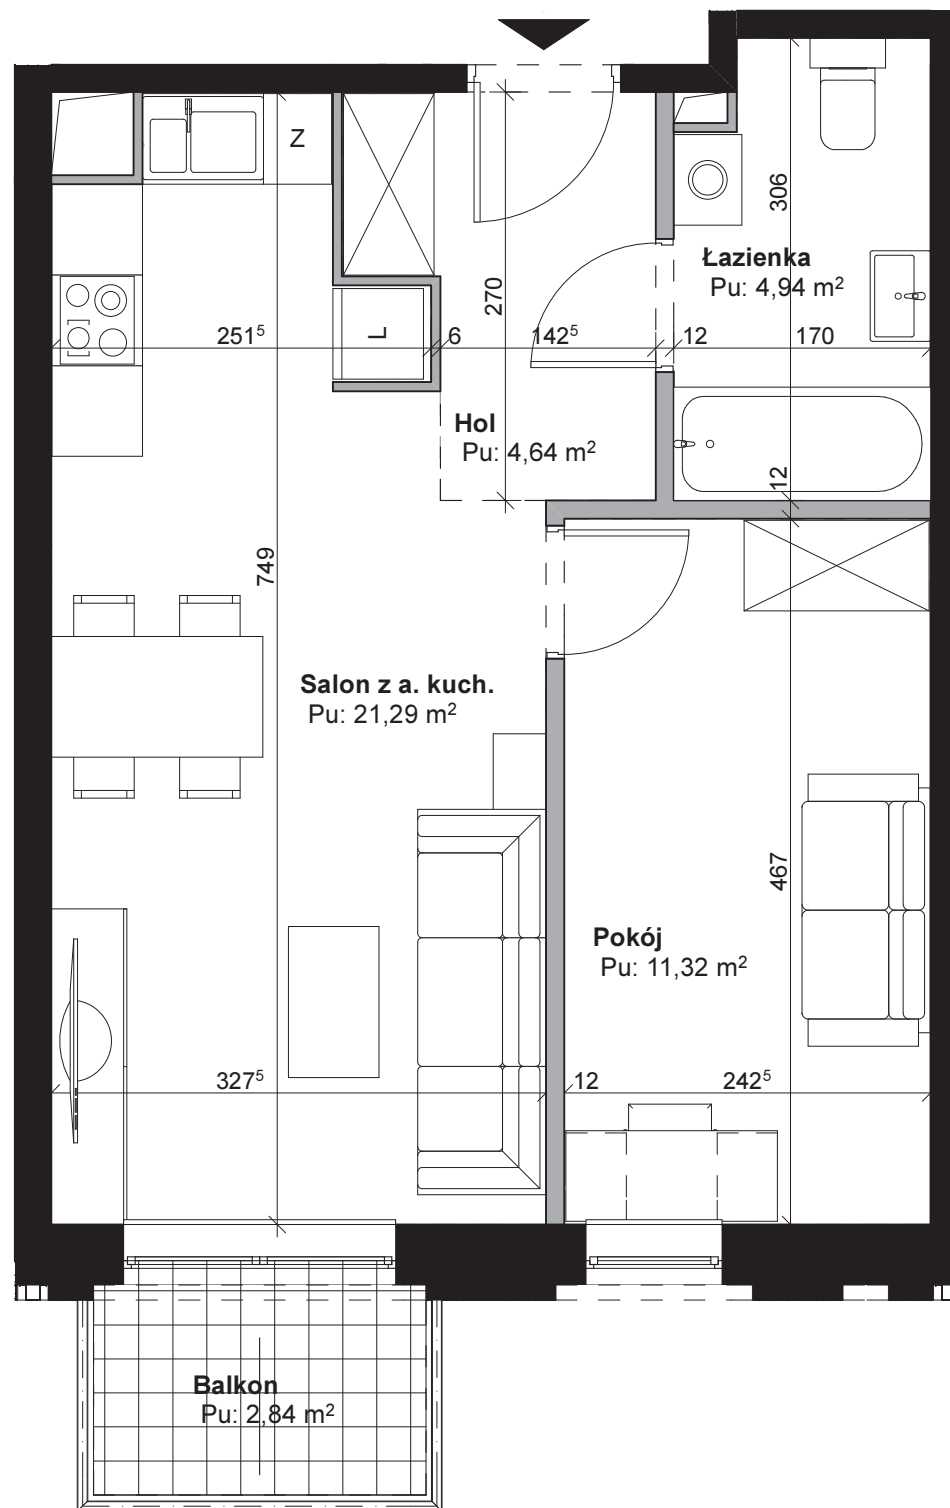 Z
306
Łazienka
Pu: 4,94 m²
270
251⁵
L
6
142⁵
12
170
Hol
Pu: 4,64 m²
12
749
Salon z a. kuch.
Pu: 21,29 m²
467
Pokój
Pu: 11,32 m²
327⁵
12
242⁵
Balkon
Pu: 2,84 m²